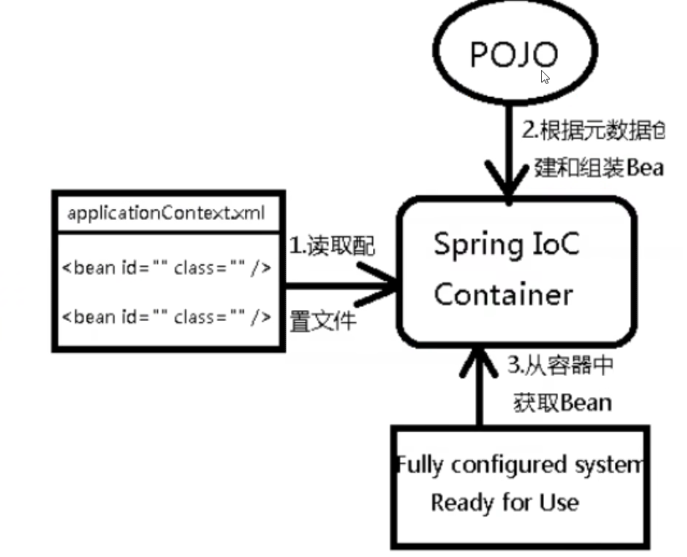 POJO
2.根据元数据创
建和组装Bea
applicationContext.xml
<bean id="" class="" />
<bean id="" class="" />
1.读取配
置文件
Spring IoC
Container
3.从容器中
获取Bean
Fully configured system
Ready for Use